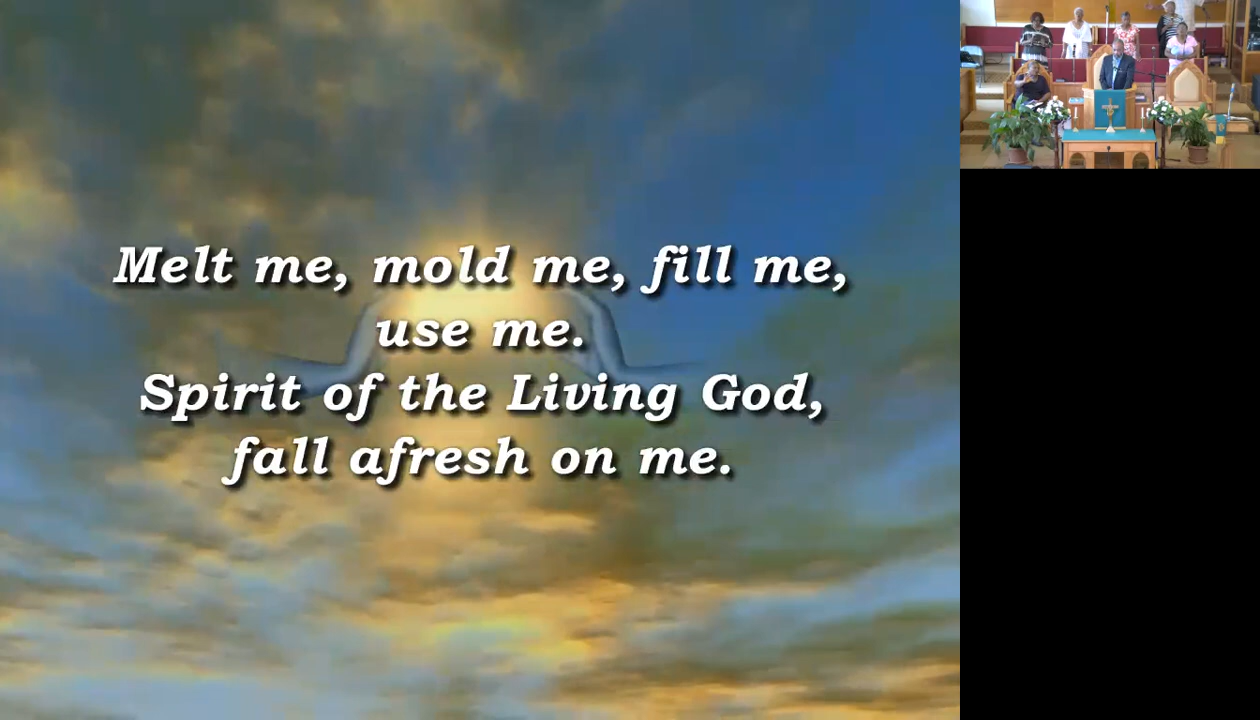 Melt me, mold me, fill me,
use me.
Spirit of the Living God,
fall afresh on me.